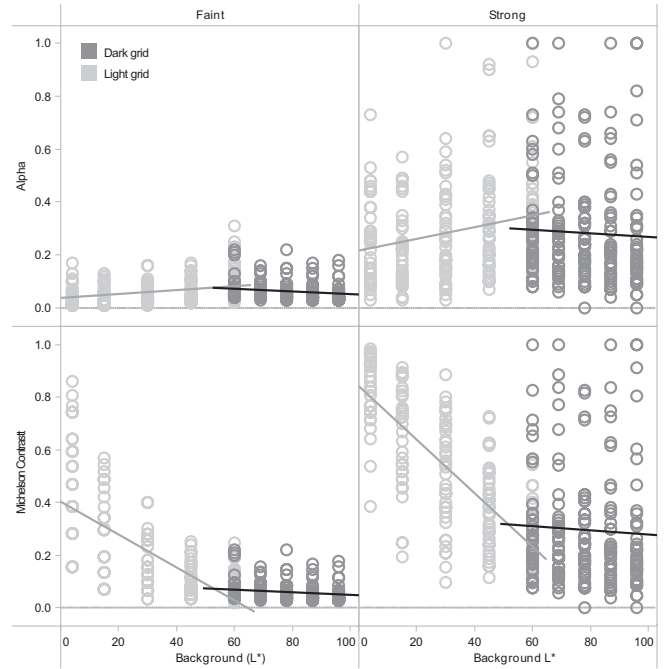 Faint Strong
1.0
Dark grid
Light grid
0.8
0.6
Alpha
0.4
0.2
0.0
1.0
0.8
0.6
Michelson Contrastt
0.4
0.2
0.0
0 20 40 60 80 100 0 20 40 60 80 100
Background (L*) Background L*